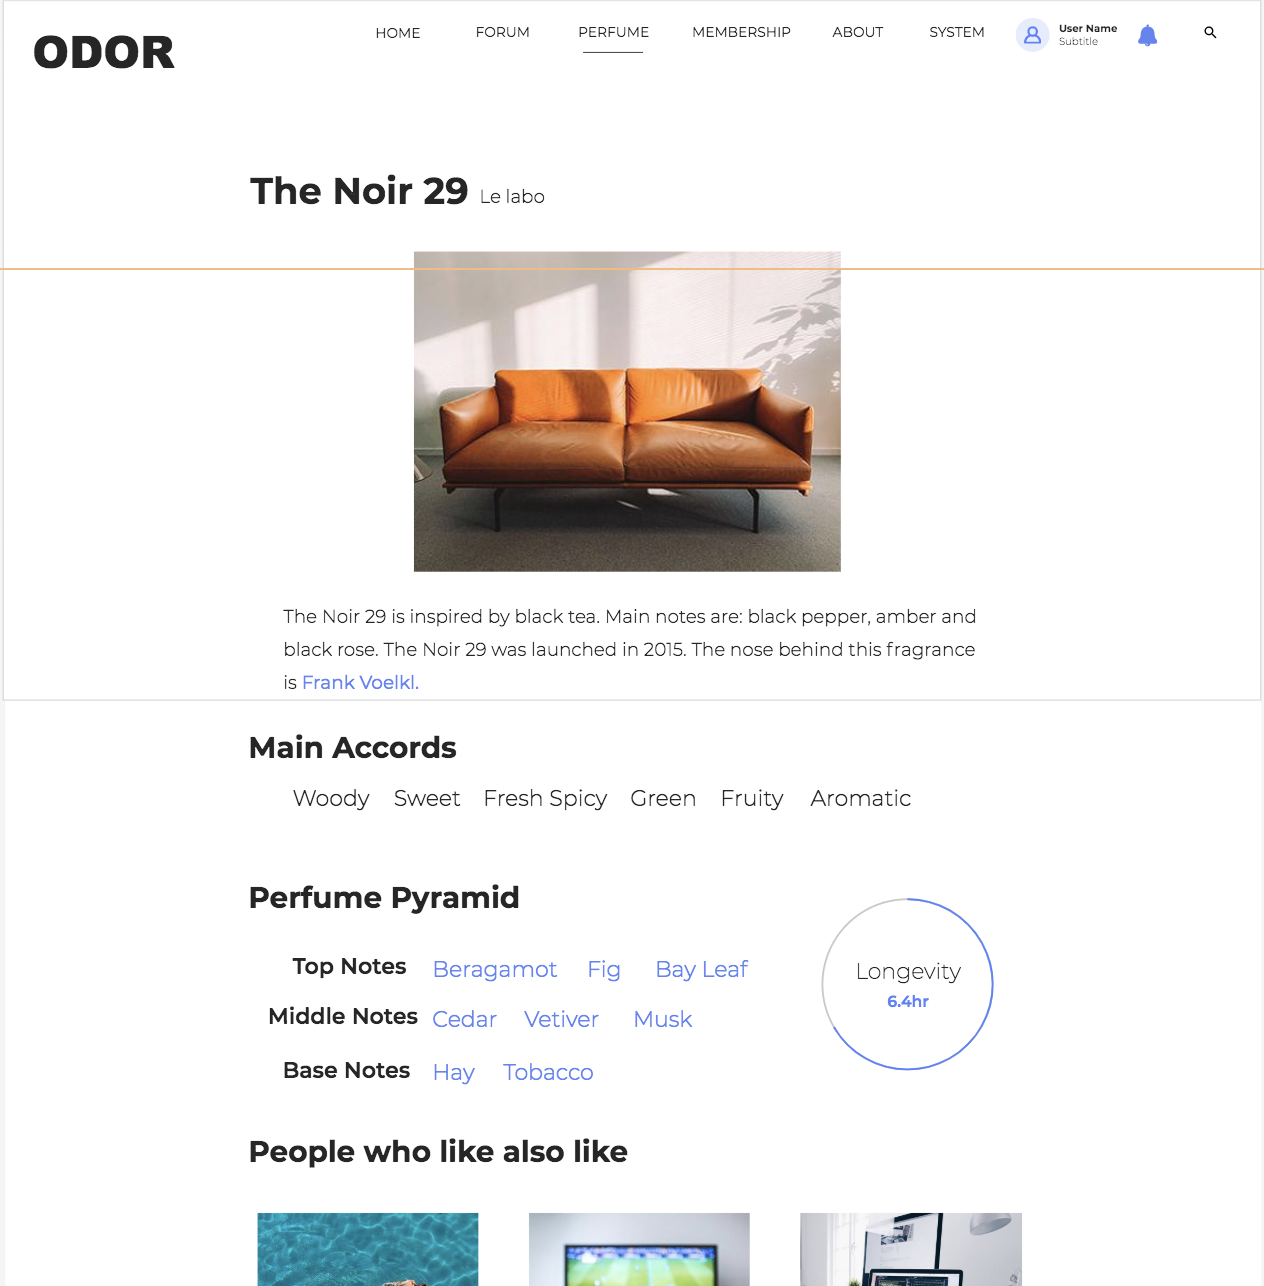 ODOR
HOME FORUM PERFUME MEMBERSHIP ABOUT SYSTEM
User Name
Subtitle
The Noir 29 Le labo
The Noir 29 is inspired by black tea. Main notes are: black pepper, amber and
black rose. The Noir 29 was launched in 2015. The nose behind this fragrance
is Frank Voelkl.
Main Accords
Woody Sweet Fresh Spicy Green Fruity Aromatic
Perfume Pyramid
Top Notes Beragamot Fig Bay Leaf
Middle Notes Cedar Vetiver Musk
Base Notes Hay Tobacco
Longevity
6.4hr
People who like also like